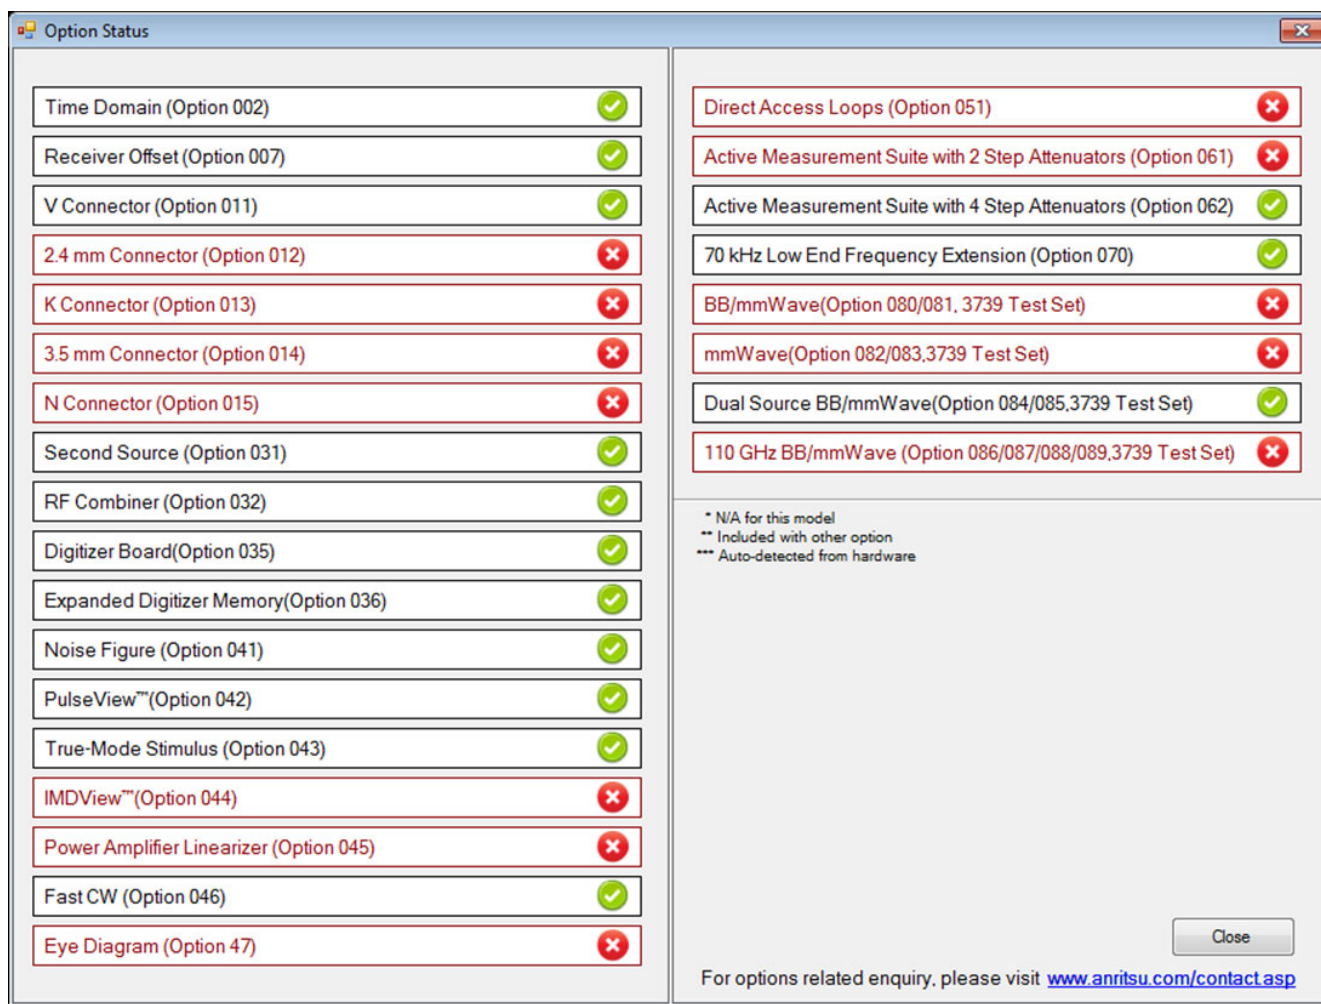 Option Status
Time Domain (Option 002)
Receiver Offset (Option 007)
V Connector (Option 011)
2.4 mm Connector (Option 012)
K Connector (Option 013)
3.5 mm Connector (Option 014)
N Connector (Option 015)
Second Source (Option 031)
RF Combiner (Option 032)
Digitizer Board(Option 035)
Expanded Digitizer Memory(Option 036)
Noise Figure (Option 041)
PulseView™(Option 042)
True-Mode Stimulus (Option 043)
IMDView™(Option 044)
Power Amplifier Linearizer (Option 045)
Fast CW (Option 046)
Eye Diagram (Option 47)
Direct Access Loops (Option 051)
Active Measurement Suite with 2 Step Attenuators (Option 061)
Active Measurement Suite with 4 Step Attenuators (Option 062)
70 kHz Low End Frequency Extension (Option 070)
BB/mmWave(Option 080/081, 3739 Test Set)
mmWave(Option 082/083,3739 Test Set)
Dual Source BB/mmWave(Option 084/085,3739 Test Set)
110 GHz BB/mmWave (Option 086/087/088/089,3739 Test Set)
* N/A for this model
** Included with other option
*** Auto-detected from hardware
Close
For options related enquiry, please visit www.anritsu.com/contact.asp